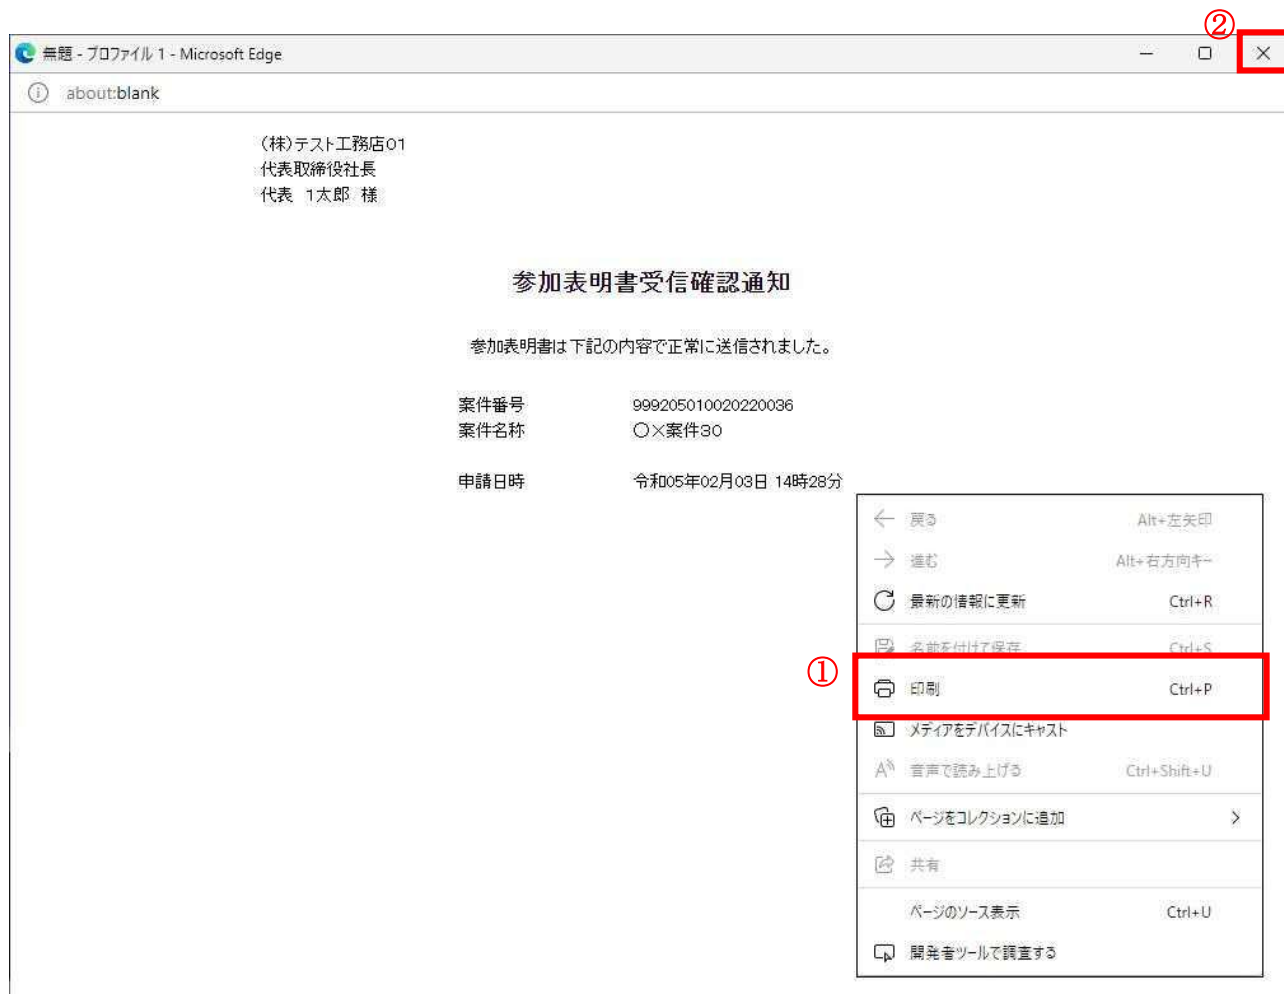 ②
無題 - プロファイル 1 - Microsoft Edge
about:blank
(株)テスト工務店01
代表取締役社長
代表 1太郎 様
参加表明書受信確認通知
参加表明書は下記の内容で正常に送信されました。
案件番号 999205010020220036
案件名称 〇×案件30
申請日時 令和05年02月03日 14時28分
戻る Alt+左矢印
進む Alt+右方向キー
最新の情報に更新 Ctrl+R
名前を付けて保存 Ctrl+S
①
印刷 Ctrl+P
メディアをデバイスにキャスト
音声で読み上げる Ctrl+Shift+U
ページをコレクションに追加
共有
ページのソース表示 Ctrl+U
開発者ツールで調査する